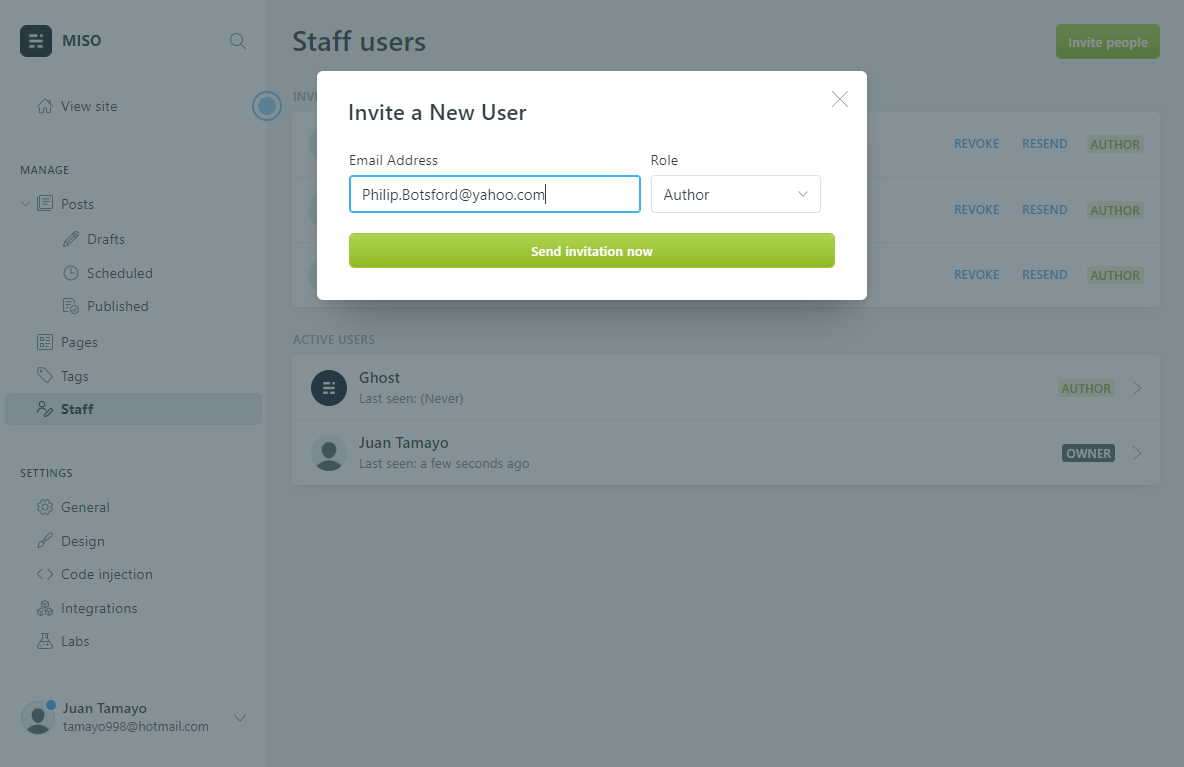 MISO
Staff users
Invite people
View site
Invite a New User
MANAGE
Email Address
Role
Philip.Botsford@yahoo.com
Author
Send invitation now
REVOKE RESEND AUTHOR
REVOKE RESEND AUTHOR
REVOKE RESEND AUTHOR
Posts
Drafts
Scheduled
Published
Pages
Tags
Staff
ACTIVE USERS
Ghost
Last seen: (Never)
AUTHOR
Juan Tamayo
Last seen: a few seconds ago
OWNER
SETTINGS
General
Design
Code injection
Integrations
Labs
Juan Tamayo
tamayo998@hotmail.com